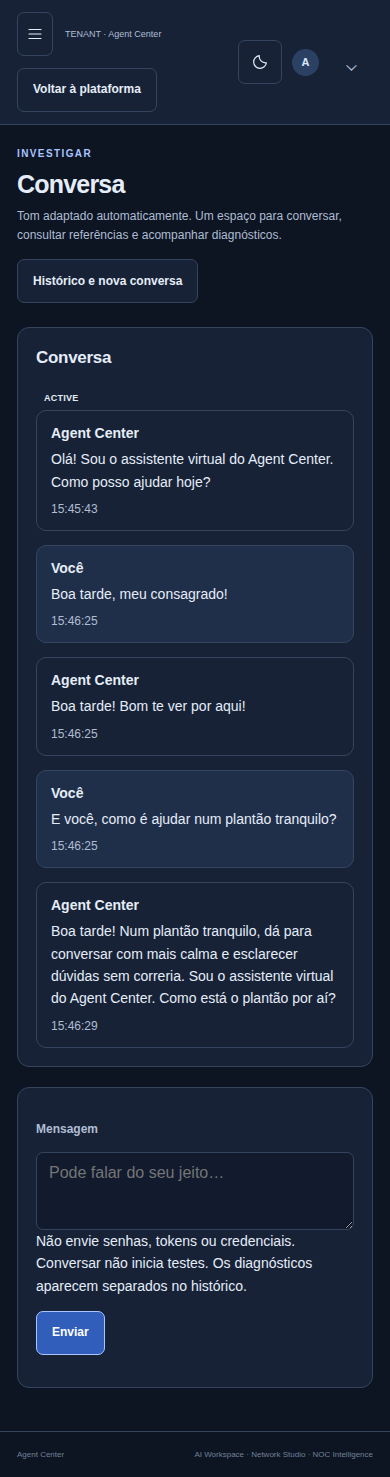 TENANT · Agent Center
Voltar à plataforma
A
INVESTIGAR
Conversa
Tom adaptado automaticamente. Um espaço para conversar,
consultar referências e acompanhar diagnósticos.
Histórico e nova conversa
Conversa
ACTIVE
Agent Center
Olá! Sou o assistente virtual do Agent Center.
Como posso ajudar hoje?
15:45:43
Você
Boa tarde, meu consagrado!
15:46:25
Agent Center
Boa tarde! Bom te ver por aqui!
15:46:25
Você
E você, como é ajudar num plantão tranquilo?
15:46:25
Agent Center
Boa tarde! Num plantão tranquilo, dá para
conversar com mais calma e esclarecer
dúvidas sem correria. Sou o assistente virtual
do Agent Center. Como está o plantão por aí?
15:46:29
Mensagem
Pode falar do seu jeito…
Não envie senhas, tokens ou credenciais.
Conversar não inicia testes. Os diagnósticos
aparecem separados no histórico.
Enviar
Agent Center
AI Workspace · Network Studio · NOC Intelligence